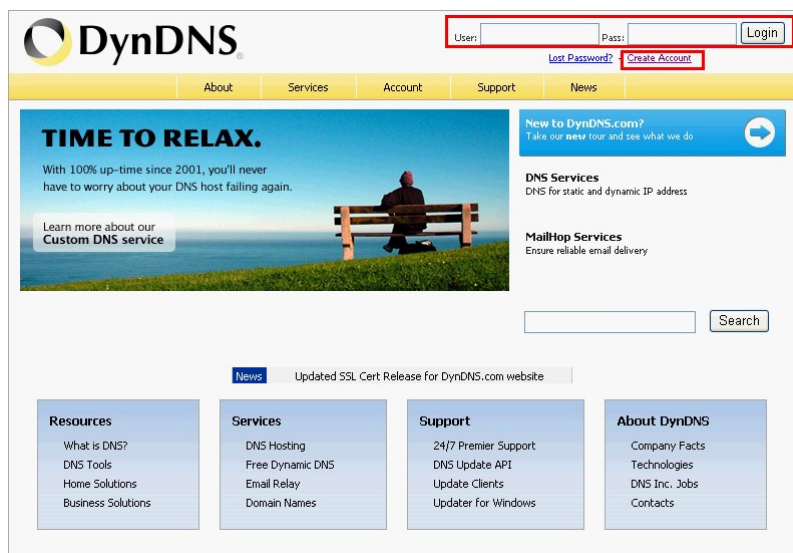 DynDNS
User: Pass: Login
Lost Password? - Create Account
About Services Account Support News
TIME TO RELAX.
With 100% up-time since 2001, you'll never
have to worry about your DNS host failing again.
Learn more about our
Custom DNS service
New to DynDNS.com?
Take our new tour and see what we do
DNS Services
DNS for static and dynamic IP address
MailHop Services
Ensure reliable email delivery
Search
News Updated SSL Cert Release for DynDNS.com website
Resources
What is DNS?
DNS Tools
Home Solutions
Business Solutions
Services
DNS Hosting
Free Dynamic DNS
Email Relay
Domain Names
Support
24/7 Premier Support
DNS Update API
Update Clients
Updater for Windows
About DynDNS
Company Facts
Technologies
DNS Inc. Jobs
Contacts